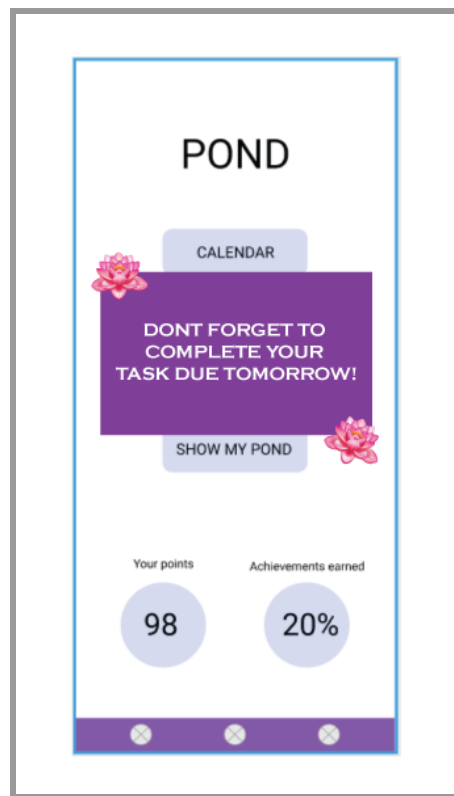 POND
CALENDAR
DONT FORGET TO
COMPLETE YOUR
TASK DUE TOMORROW!
SHOW MY POND
Your points
Achievements earned
98
20%